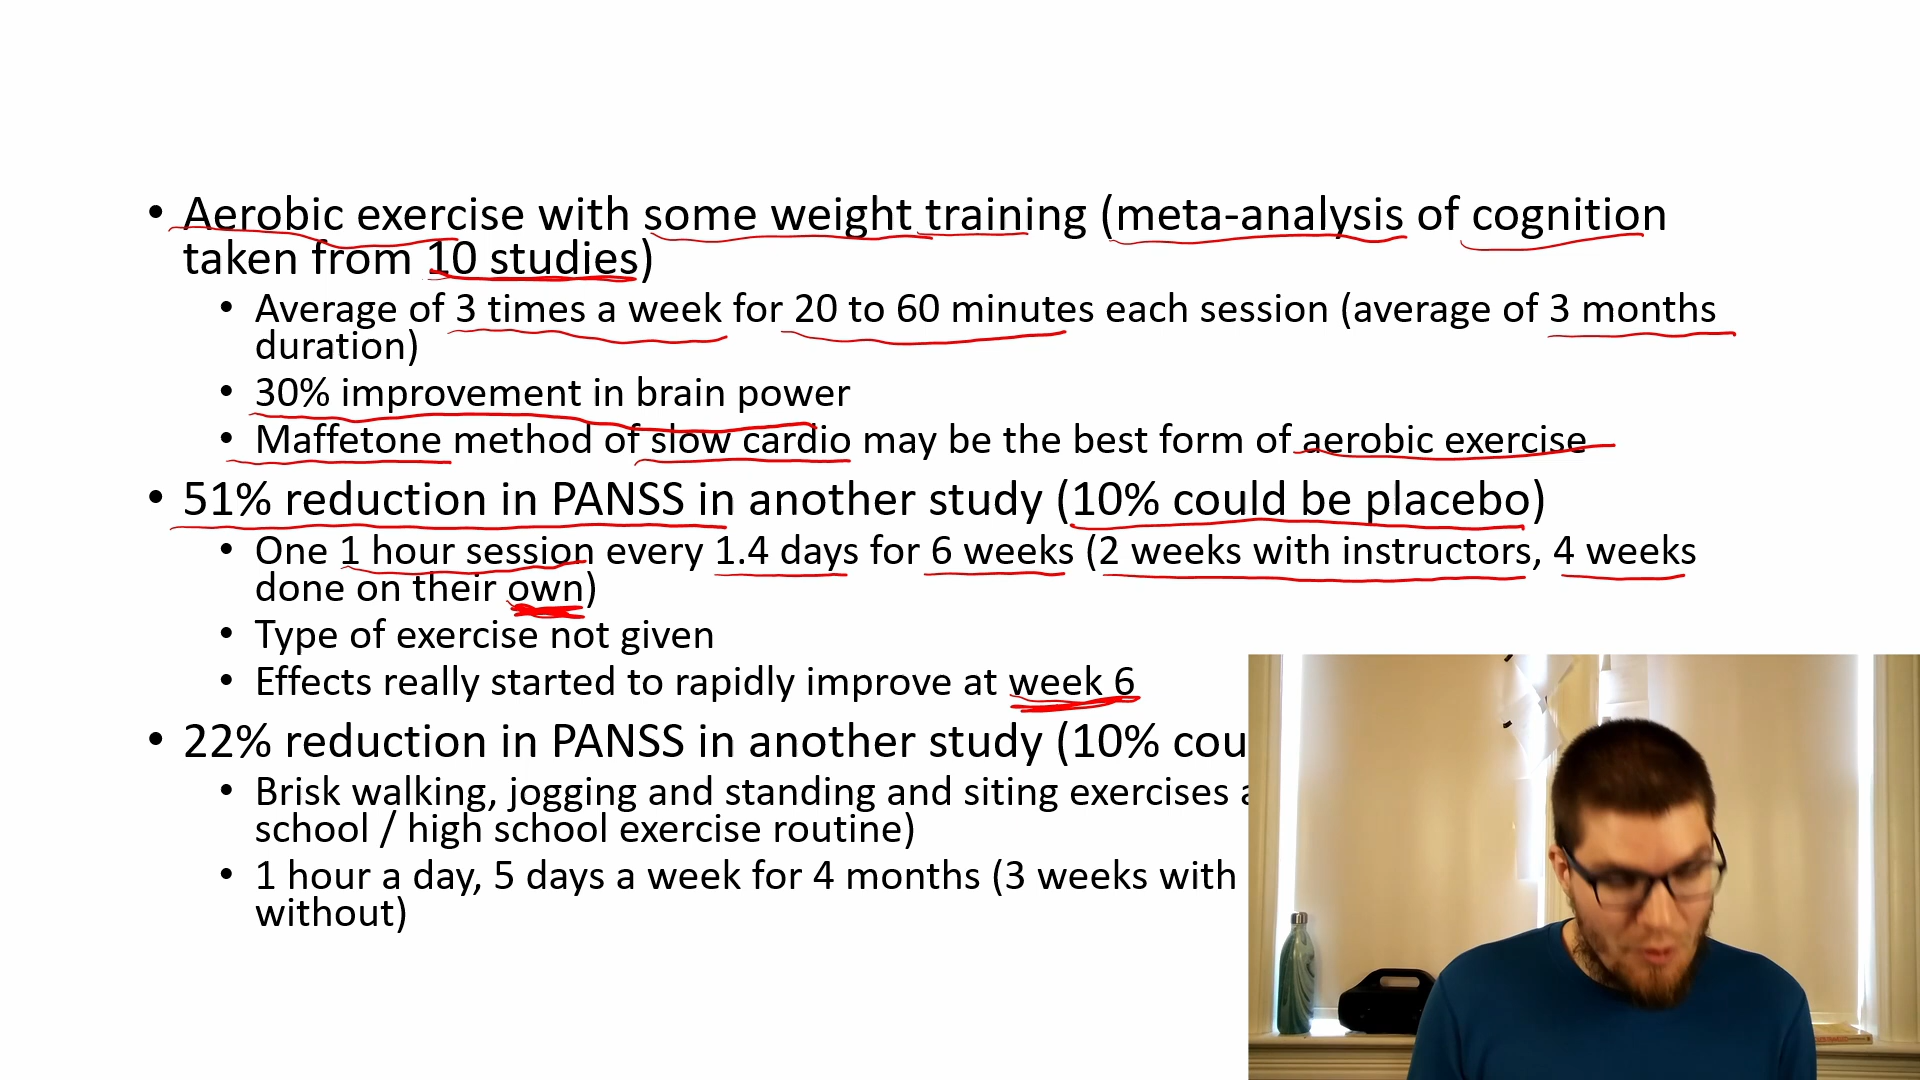 • Aerobic exercise with some weight training (meta-analysis of cognition
taken from 10 studies)
• Average of 3 times a week for 20 to 60 minutes each session (average of 3 months
duration)
• 30% improvement in brain power
• Maffetone method of slow cardio may be the best form of aerobic exercise
• 51% reduction in PANSS in another study (10% could be placebo)
• One 1 hour session every 1.4 days for 6 weeks (2 weeks with instructors, 4 weeks
done on their own)
• Type of exercise not given
• Effects really started to rapidly improve at week 6
• 22% reduction in PANSS in another study (10% cou
• Brisk walking, jogging and standing and siting exercises
school / high school exercise routine)
• 1 hour a day, 5 days a week for 4 months (3 weeks with
without)